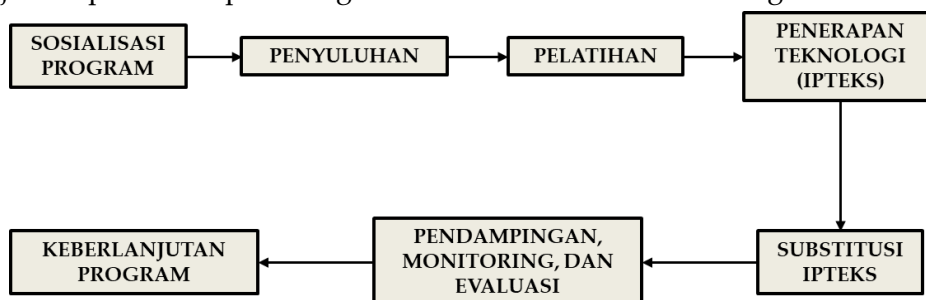 SOSIALISASI
PROGRAM
PENYULUHAN
PELATIHAN
PENERAPAN
TEKNOLOGI
(IPTEKS)
SUBSTITUSI
IPTEKS
PENDAMPINGAN,
MONITORING, DAN
EVALUASI
KEBERLANJUTAN
PROGRAM